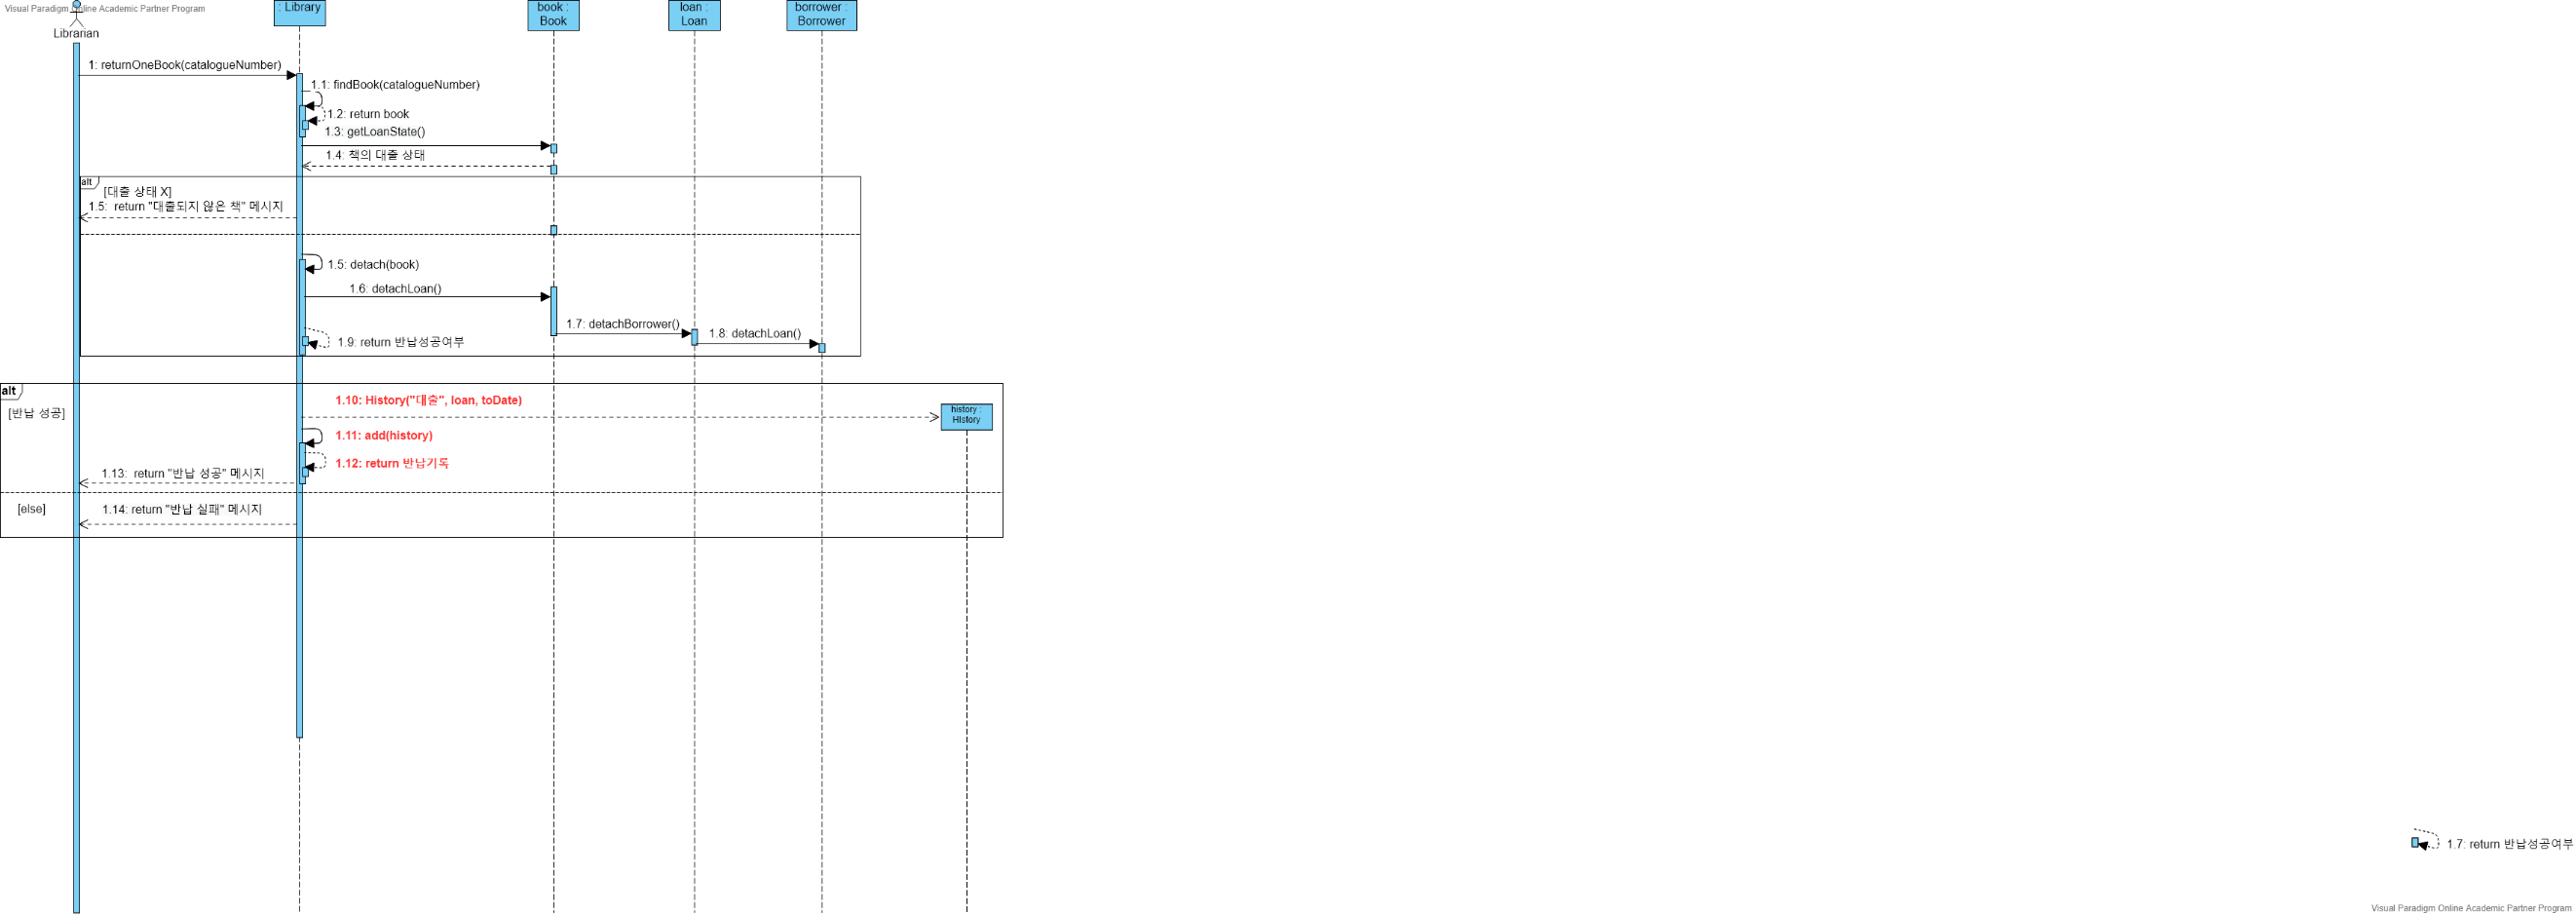 Visual Paradigm Online Academic Partner Program
Librarian
: Library
book :
Book
loan :
Loan
borrower :
Borrower
1: returnOneBook(catalogueNumber)
1.1: findBook(catalogueNumber)
1.2: return book
1.3: getLoanState()
1.4: 책의 대출 상태
alt
[대출 상태 X]
1.5: return "대출되지 않은 책" 메시지
1.5: detach(book)
1.6: detachLoan()
1.7: detachBorrower()
1.8: detachLoan()
1.9: return 반납성공여부
alt
[반납 성공]
1.10: History("대출", loan, toDate)
history :
HIstory
1.11: add(history)
1.12: return 반납기록
1.13: return "반납 성공" 메시지
[else]
1.14: return "반납 실패" 메시지
1.7: return 반납성공여부
Visual Paradigm Online Academic Partner Program